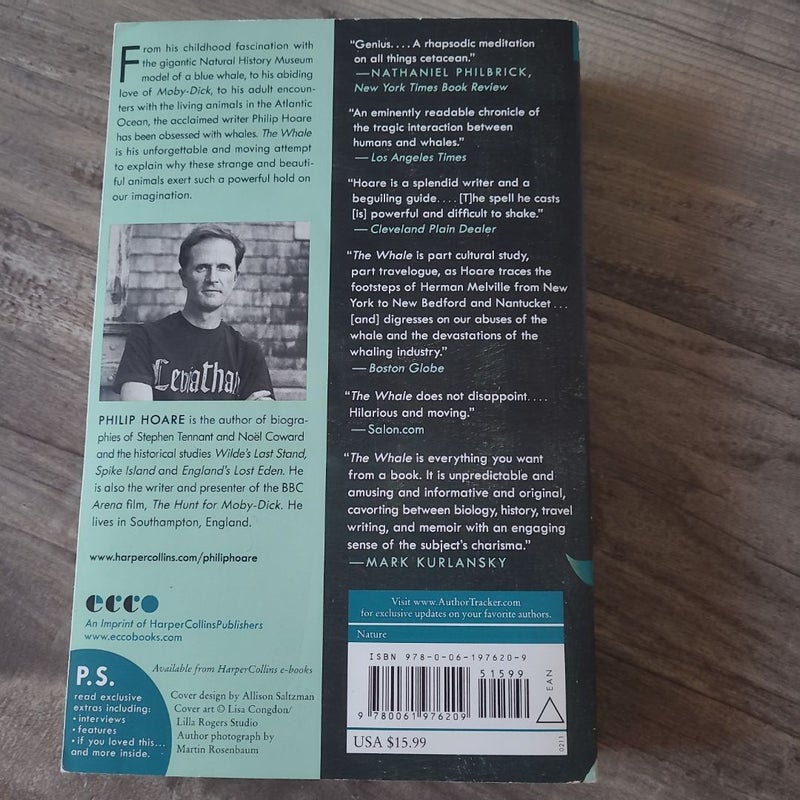 From his childhood fascination with
the gigantic Natural History Museum
model of a blue whale, to his abiding
love of Moby-Dick, to his adult encoun-
ters with the living animals in the Atlantic
Ocean, the acclaimed writer Philip Hoare
has been obsessed with whales. The Whale
is his unforgettable and moving attempt
to explain why these strange and beauti-
ful animals exert such a powerful hold on
our imagination.
Leviathan
PHILIP HOARE is the author of biogra-
phies of Stephen Tennant and Noël Coward
and the historical studies Wilde's Last Stand,
Spike Island and England's Lost Eden. He
is also the writer and presenter of the BBC
Arena film, The Hunt for Moby-Dick. He
lives in Southampton, England.
www.harpercollins.com/philiphoare
ecco
An Imprint of HarperCollinsPublishers
www.eccobooks.com
P.S.
read exclusive
extras including:
• interviews
• features
• if you loved this...
and more inside.
Available from HarperCollins e-books
Cover design by Allison Saltzman
Cover art © Lisa Congdon/
Lilla Rogers Studio
Author photograph by
Martin Rosenbaum
"Genius.... A rhapsodic meditation
on all things cetacean."
—NATHANIEL PHILBRICK,
New York Times Book Review
"An eminently readable chronicle of
the tragic interaction between
humans and whales."
— Los Angeles Times
"Hoare is a splendid writer and a
beguiling guide.... [T]he spell he casts
[is] powerful and difficult to shake."
— Cleveland Plain Dealer
"The Whale is part cultural study,
part travelogue, as Hoare traces the
footsteps of Herman Melville from New
York to New Bedford and Nantucket...
[and] digresses on our abuses of the
whale and the devastations of the
whaling industry."
— Boston Globe
"The Whale does not disappoint....
Hilarious and moving."
— Salon.com
"The Whale is everything you want
from a book. It is unpredictable and
amusing and informative and original,
cavorting between biology, history, travel
writing, and memoir with an engaging
sense of the subject's charisma."
—MARK KURLANSKY
Visit www.AuthorTracker.com
for exclusive updates on your favorite authors.
Nature
ISBN 978-0-06-197620-9
51599
EAN
9 780061 976209
0211
USA $15.99